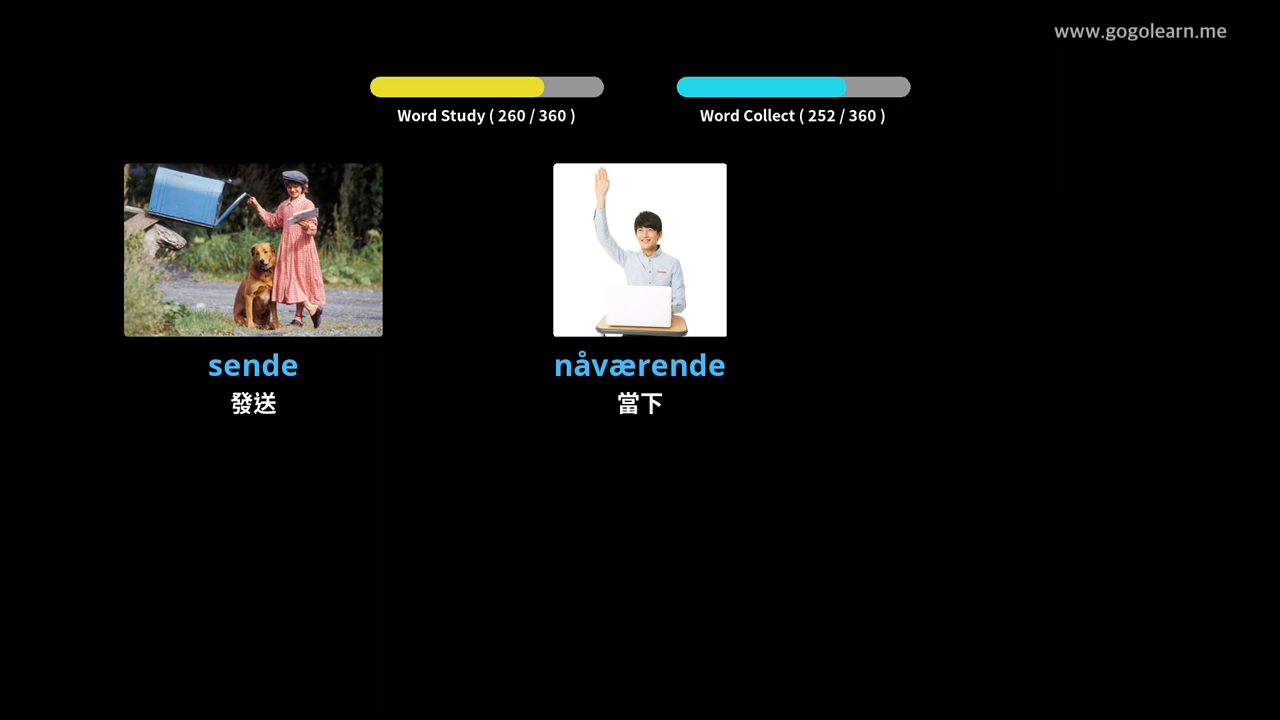 www.gogolearn.me
Word Study ( 260 / 360 )
Word Collect ( 252 / 360 )
sende
發送
nåværende
當下